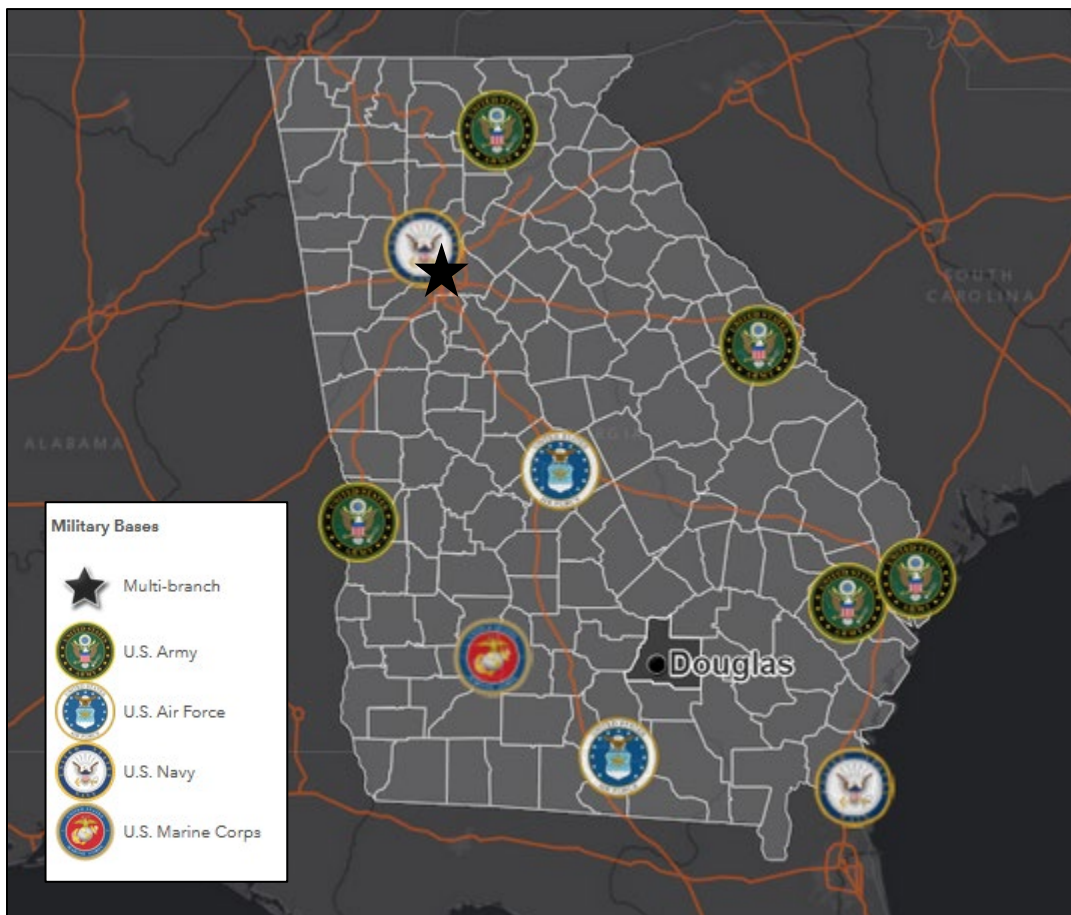 SOUTH
CAROLINA
ALABAMA
Military Bases
Multi-branch
U.S. Army
U.S. Air Force
U.S. Navy
U.S. Marine Corps
Douglas